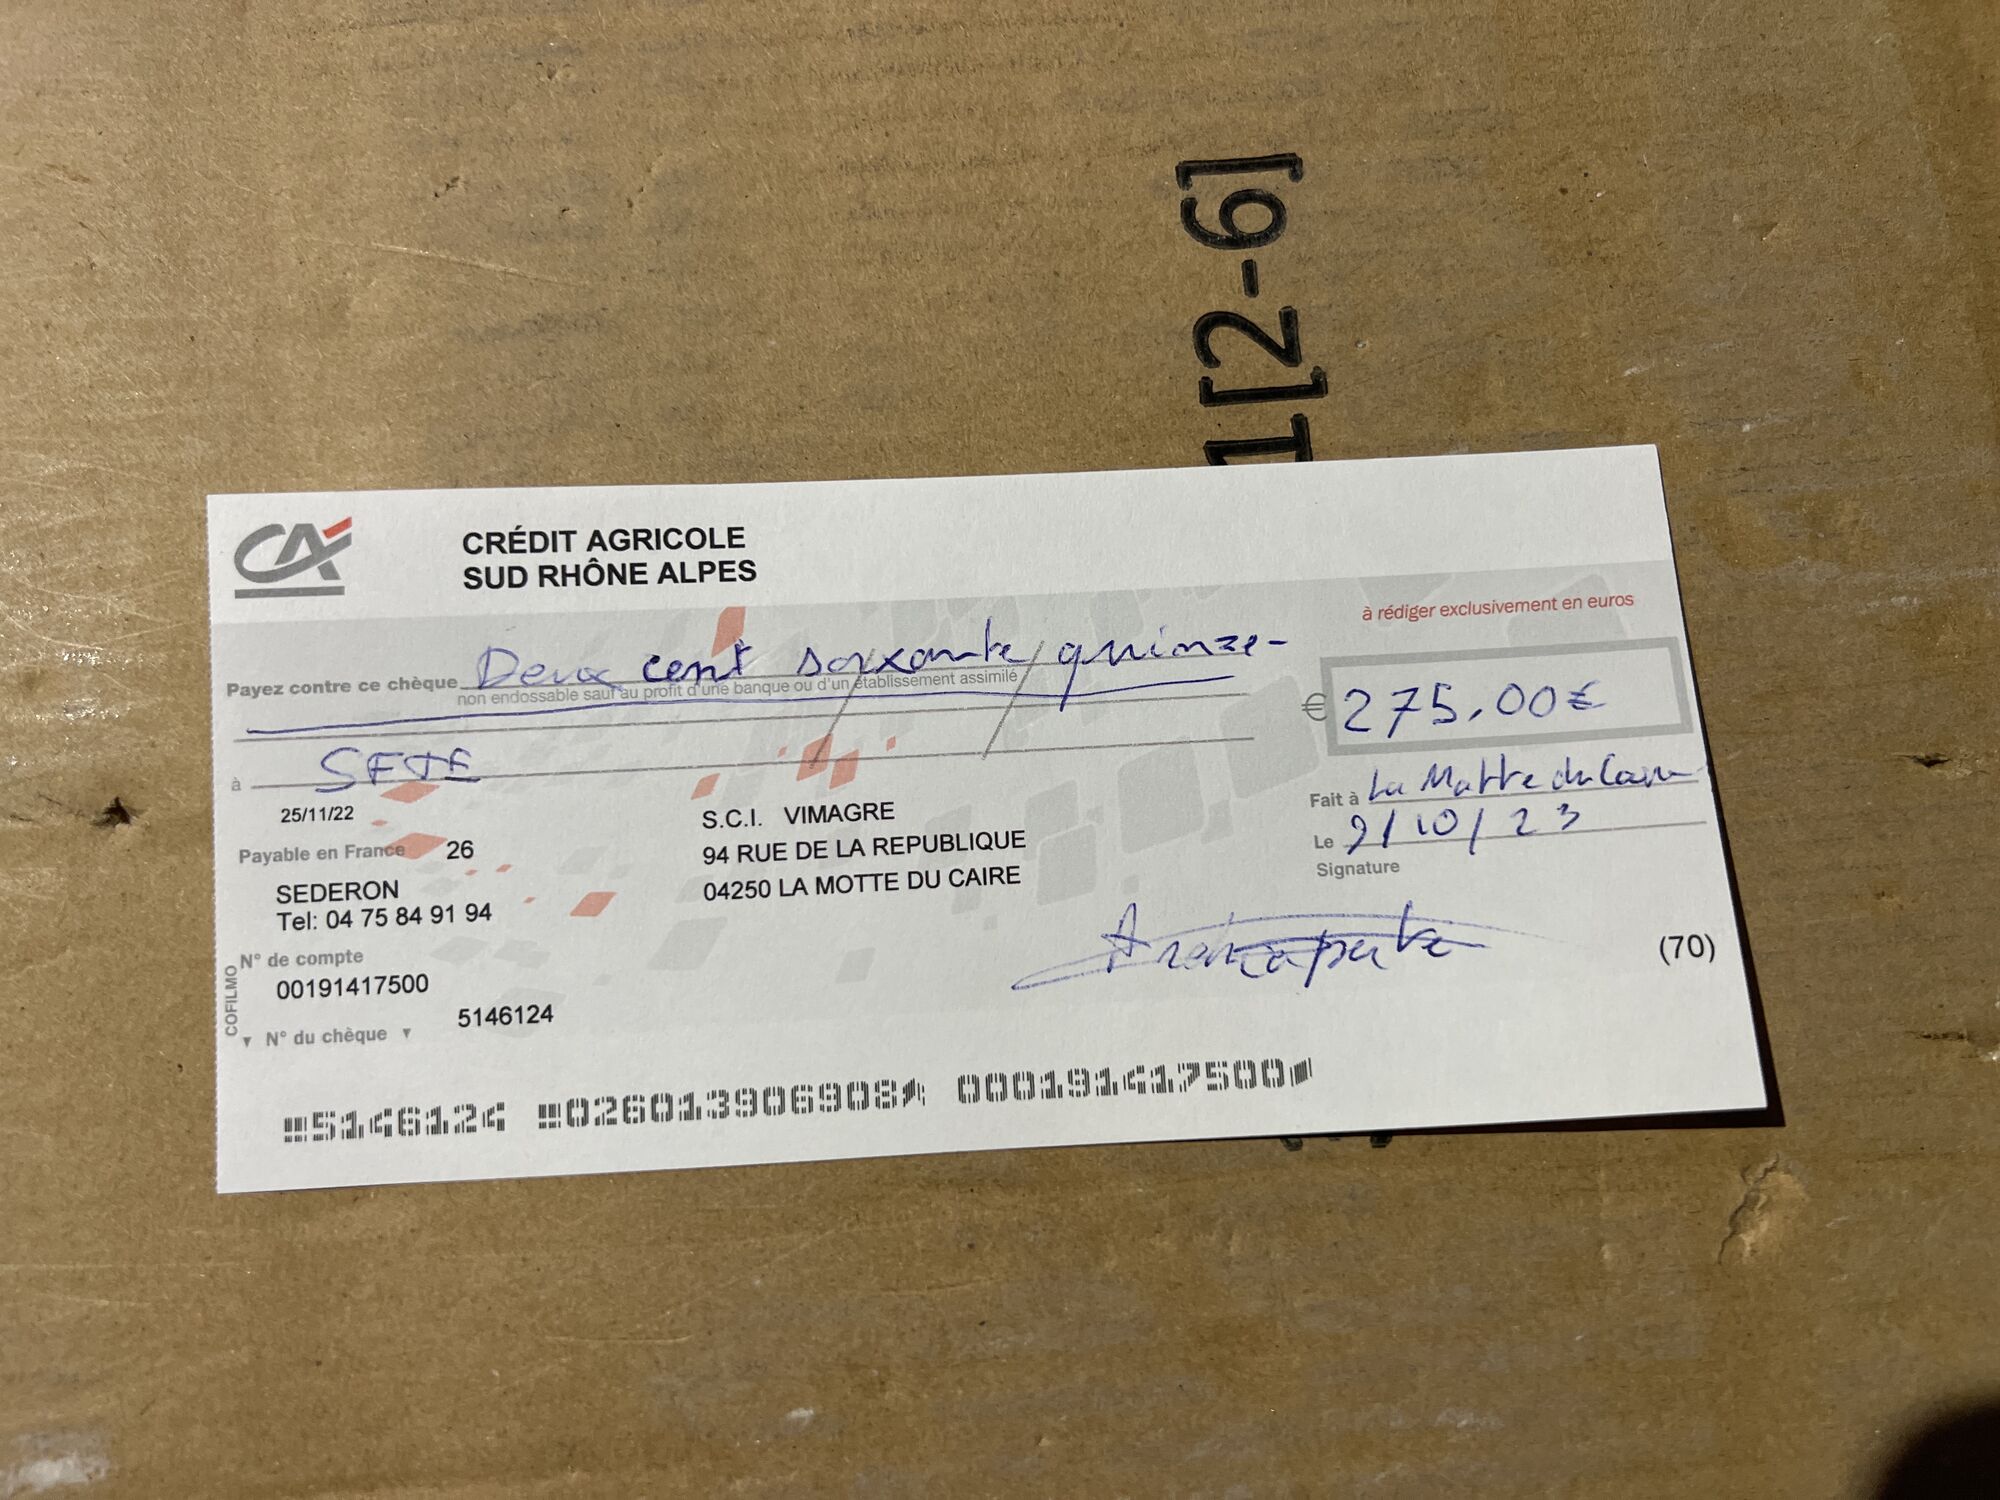 1[2-6]
CA
CRÉDIT AGRICOLE
SUD RHÔNE ALPES
à rédiger exclusivement en euros
Payez contre ce chèque Deux cent soixante quinze-
non endossable sauf au profit d'une banque ou d'un établissement assimilé
€ 275,00€
à SETE
Fait à La Motte du Caire
Le 9/10/23
Signature
25/11/22
Payable en France 26
SEDERON
Tel: 04 75 84 91 94
S.C.I. VIMAGRE
94 RUE DE LA REPUBLIQUE
04250 LA MOTTE DU CAIRE
(70)
N° de compte
00191417500
COFILMO
N° du chèque 5146124
5146124 026013906908 000191417500